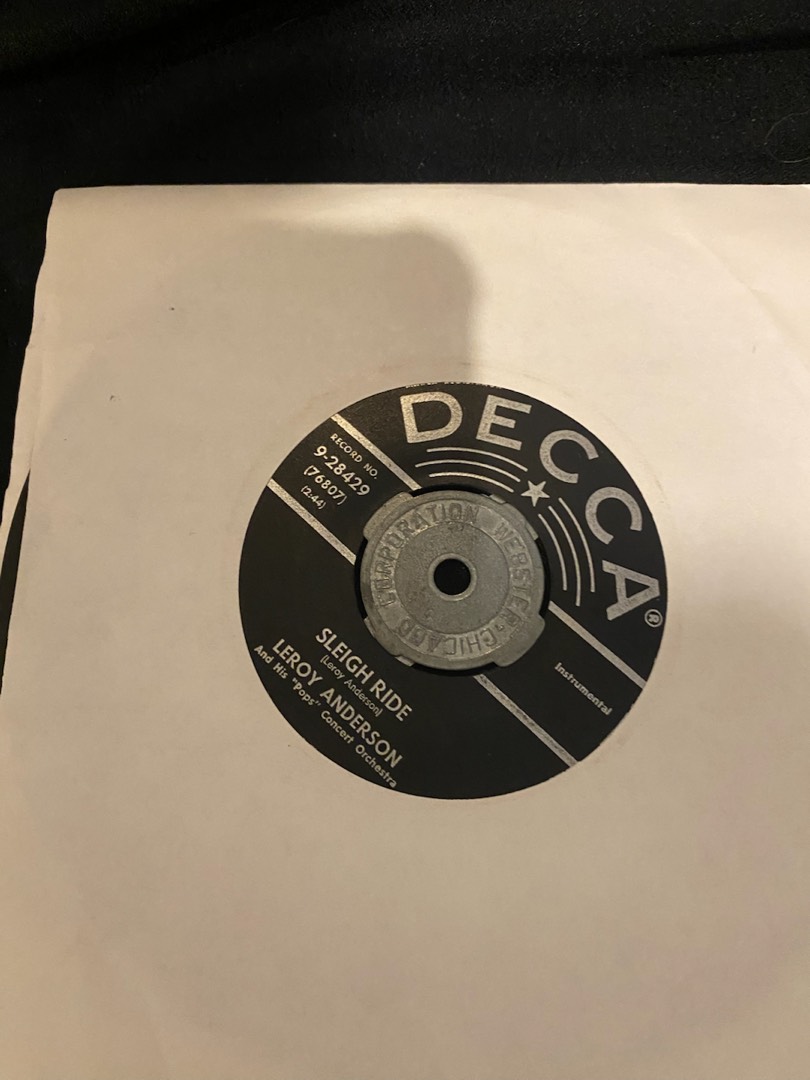 DECCA®
RECORD NO.
9-28429
(76807)
(2:44)
WEBSTER-CHICAGO CORPORATION
Instrumental
SLEIGH RIDE
(Leroy Anderson)
LEROY ANDERSON
And His "Pops" Concert Orchestra